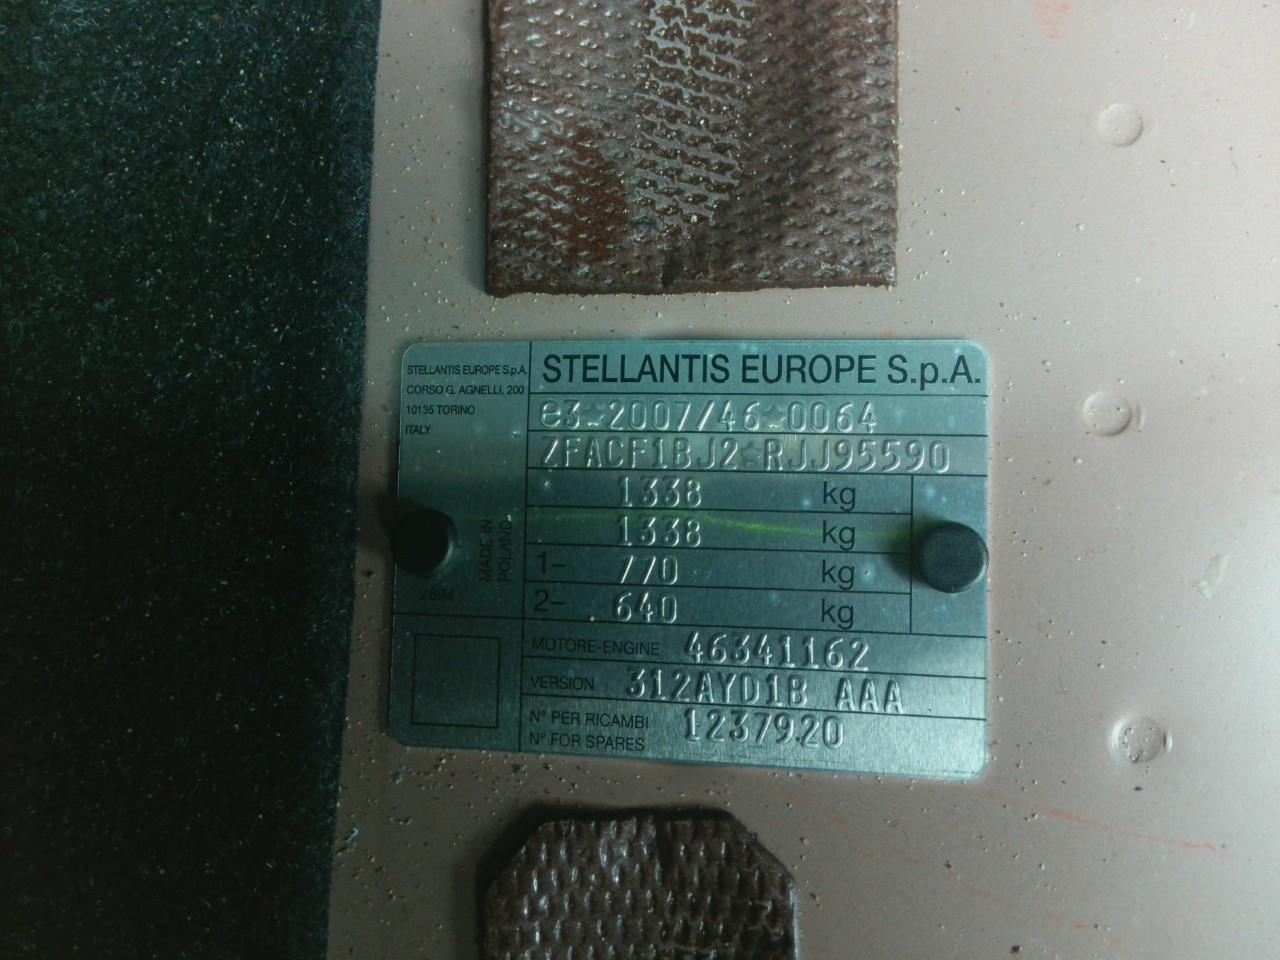 STELLANTIS EUROPE S.p.A.
CORSO G. AGNELLI, 200
10135 TORINO
ITALY
MADE IN
POLAND
2894
STELLANTIS EUROPE S.p.A.
e3*2007/46*0064
ZFACF1BJ2*RJJ95590
1338 kg
1338 kg
1- 770 kg
2- 640 kg
MOTORE-ENGINE 46341162
VERSION 312AYD1B AAA
N° PER RICAMBI
N° FOR SPARES
1237920